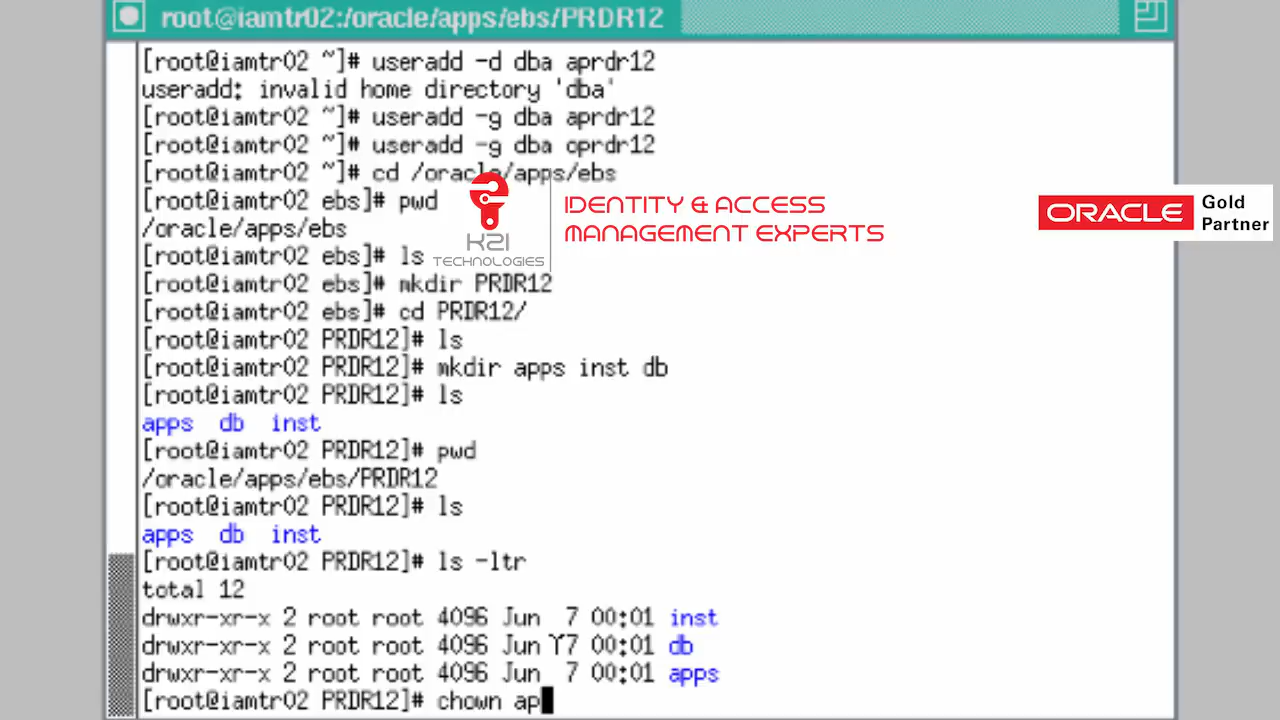 root@iamtr02:/oracle/apps/ebs/PRDR12
[root@iamtr02 ~]# useradd -d dba aprdr12
useradd: invalid home directory 'dba'
[root@iamtr02 ~]# useradd -g dba aprdr12
[root@iamtr02 ~]# useradd -g dba oprdr12
[root@iamtr02 ~]# cd /oracle/apps/ebs
[root@iamtr02 ebs]# pwd
/oracle/apps/ebs
[root@iamtr02 ebs]# ls
[root@iamtr02 ebs]# mkdir PRDR12
[root@iamtr02 ebs]# cd PRDR12/
[root@iamtr02 PRDR12]# ls
[root@iamtr02 PRDR12]# mkdir apps inst db
[root@iamtr02 PRDR12]# ls
apps db inst
[root@iamtr02 PRDR12]# pwd
/oracle/apps/ebs/PRDR12
[root@iamtr02 PRDR12]# ls
apps db inst
[root@iamtr02 PRDR12]# ls -ltr
total 12
drwxr-xr-x 2 root root 4096 Jun 7 00:01 inst
drwxr-xr-x 2 root root 4096 Jun 7 00:01 db
drwxr-xr-x 2 root root 4096 Jun 7 00:01 apps
[root@iamtr02 PRDR12]# chown ap
K21
TECHNOLOGIES
IDENTITY & ACCESS
MANAGEMENT EXPERTS
ORACLE
Gold
Partner